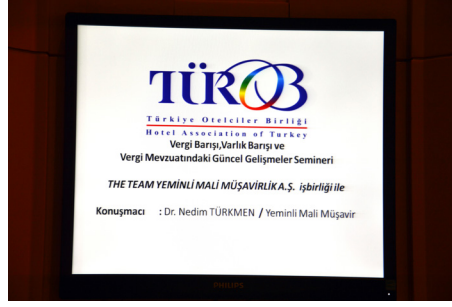 TÜROB
Türkiye Otelciler Birliği
Hotel Association of Turkey
Vergi Barışı,Varlık Barışı ve
Vergi Mevzuatındaki Güncel Gelişmeler Semineri
THE TEAM YEMİNLİ MALİ MÜŞAVİRLİK A.Ş. işbirliği ile
Konuşmacı : Dr. Nedim TÜRKMEN / Yeminli Mali Müşavir
PHILIPS